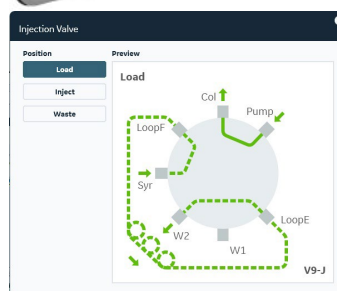 Injection Valve
Position
Preview
Load
Inject
Waste
Load
Col
Pump
LoopF
Syr
LoopE
W2
W1
V9-J